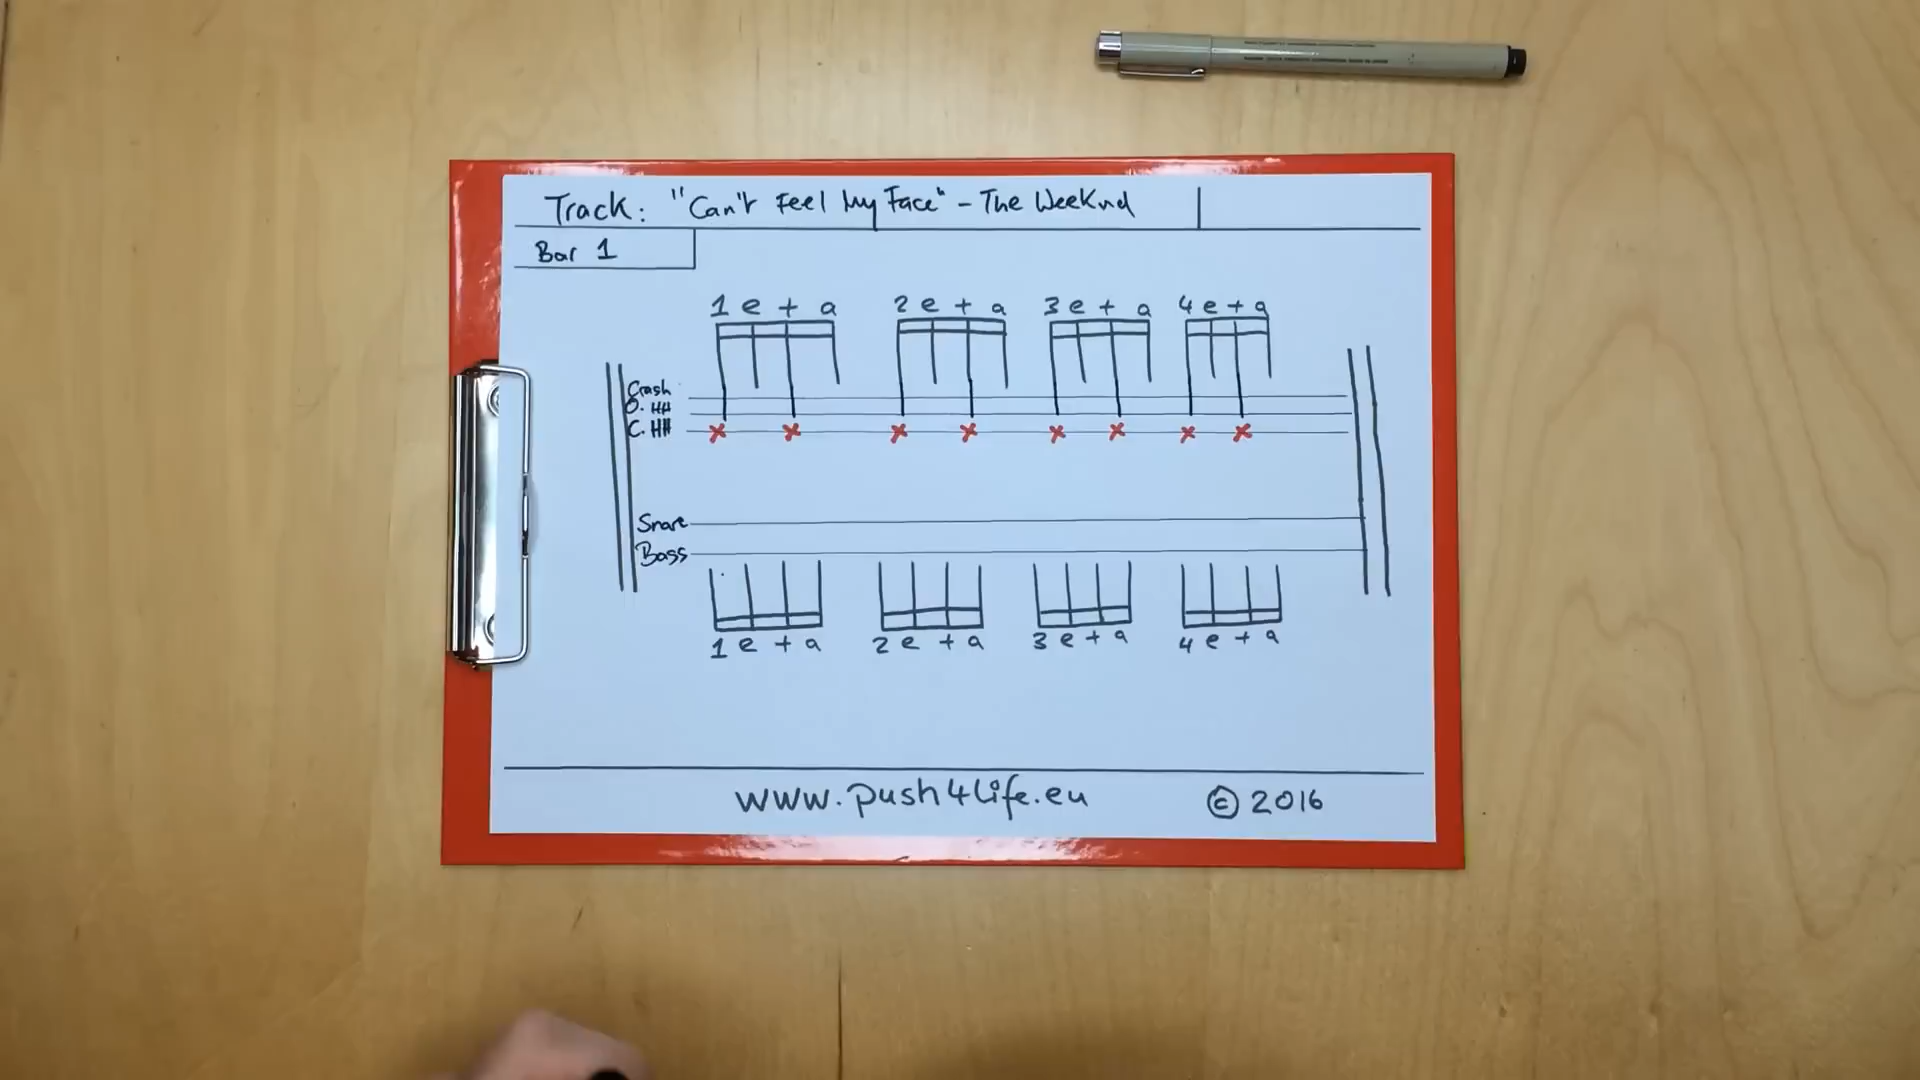 Track: "Can't Feel My Face" - The Weeknd
Bar 1
1 e + a 2 e + a 3 e + a 4 e + a
Crash
O. HH
C. HH
Snare
Bass
1 e + a 2 e + a 3 e + a 4 e + a
www.push4life.eu © 2016